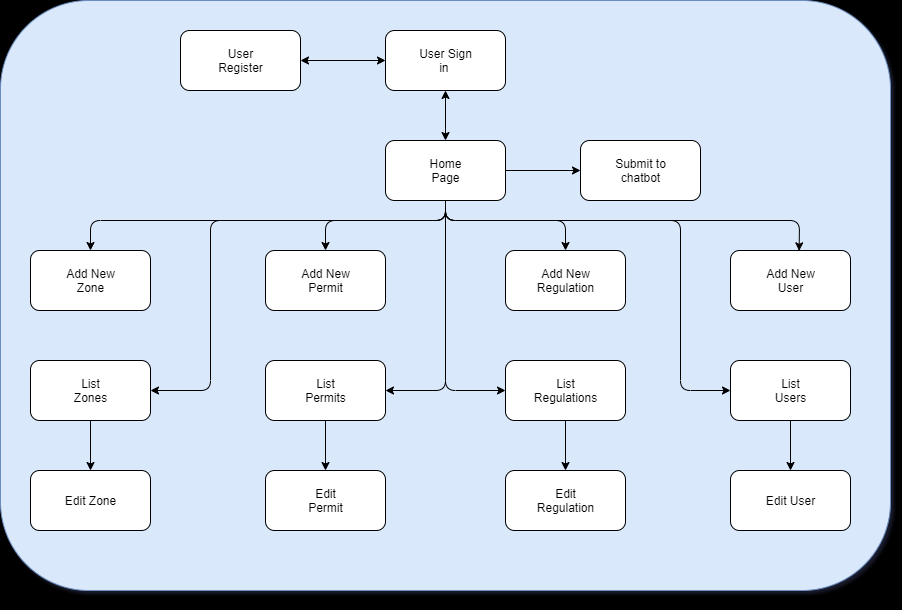 User
Register
User Sign
in
Home
Page
Submit to
chatbot
Add New
Zone
Add New
Permit
Add New
Regulation
Add New
User
List
Zones
List
Permits
List
Regulations
List
Users
Edit Zone
Edit
Permit
Edit
Regulation
Edit User